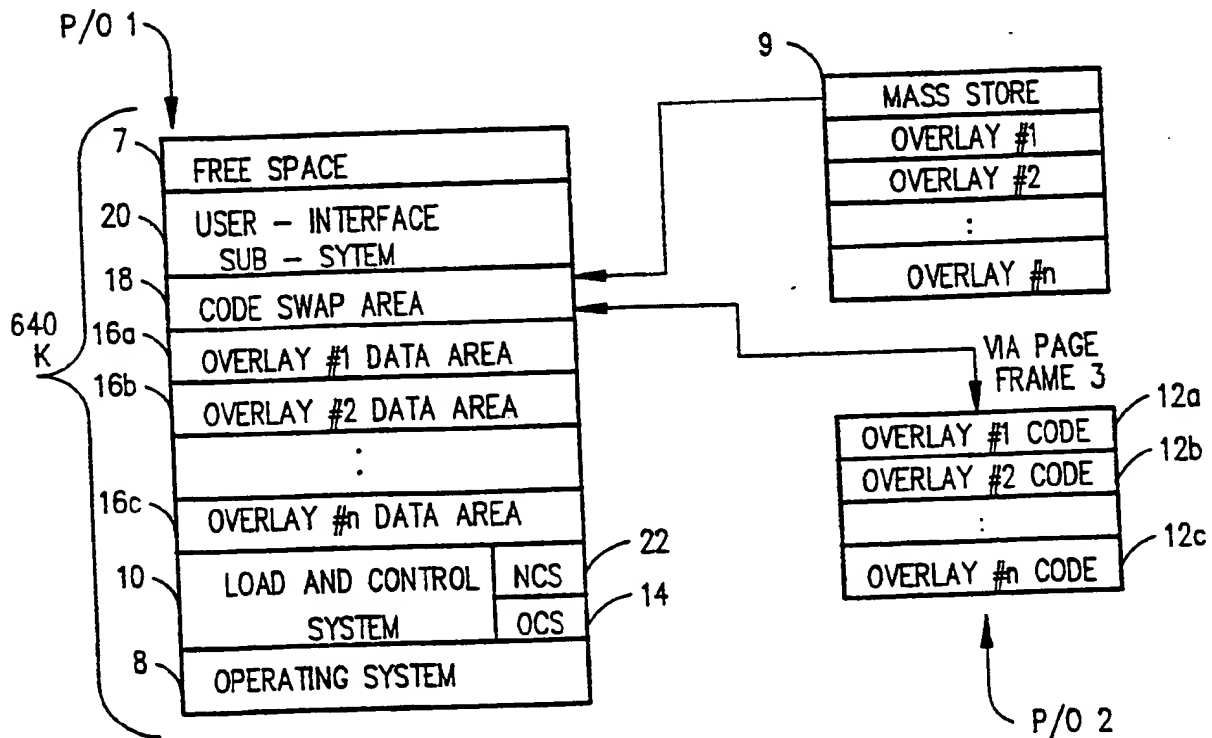 P/O 1
640
K
7
FREE SPACE
20
USER - INTERFACE
SUB - SYTEM
18
CODE SWAP AREA
16a
OVERLAY #1 DATA AREA
16b
OVERLAY #2 DATA AREA
:
16c
OVERLAY #n DATA AREA
10
LOAD AND CONTROL
SYSTEM
NCS
22
OCS
14
8
OPERATING SYSTEM
9
MASS STORE
OVERLAY #1
OVERLAY #2
:
OVERLAY #n
VIA PAGE
FRAME 3
OVERLAY #1 CODE
12a
OVERLAY #2 CODE
12b
:
OVERLAY #n CODE
12c
P/O 2